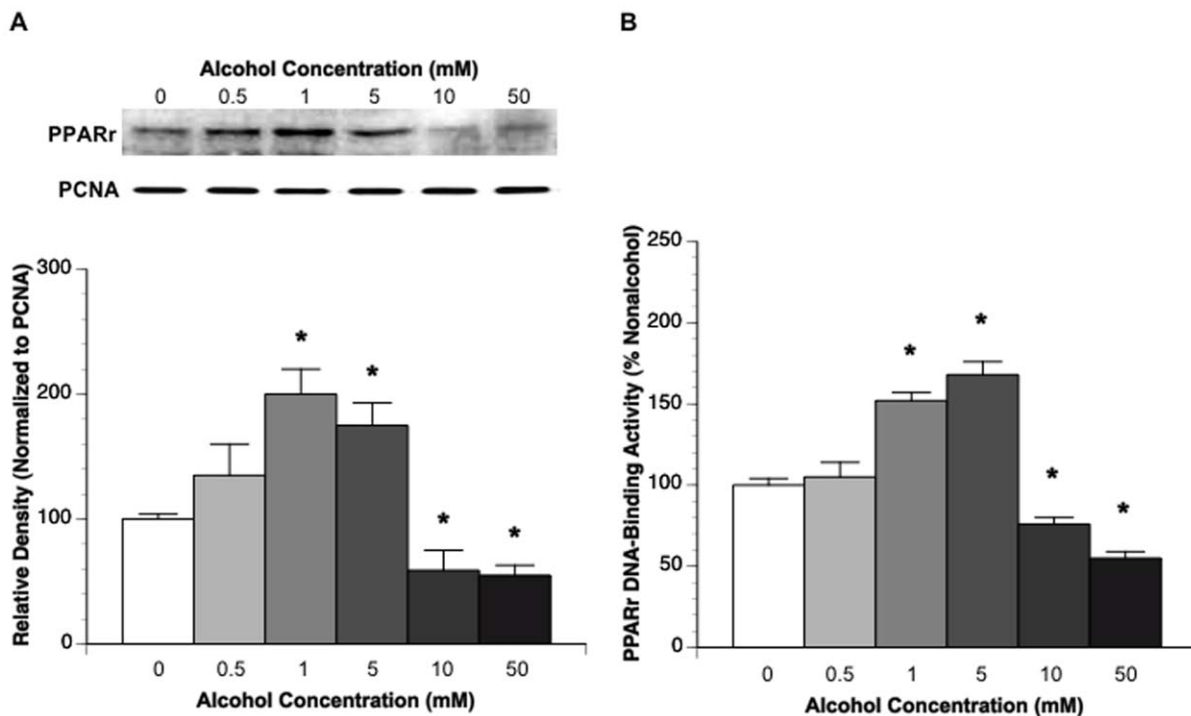 A
Alcohol Concentration (mM)
0 0.5 1 5 10 50
PPARr
PCNA
Relative Density (Normalized to PCNA)
300
200
100
0
* * * *
0 0.5 1 5 10 50
Alcohol Concentration (mM)
B
PPARr DNA-Binding Activity (% Nonalcohol)
250
200
150
100
50
0
* * * *
0 0.5 1 5 10 50
Alcohol Concentration (mM)